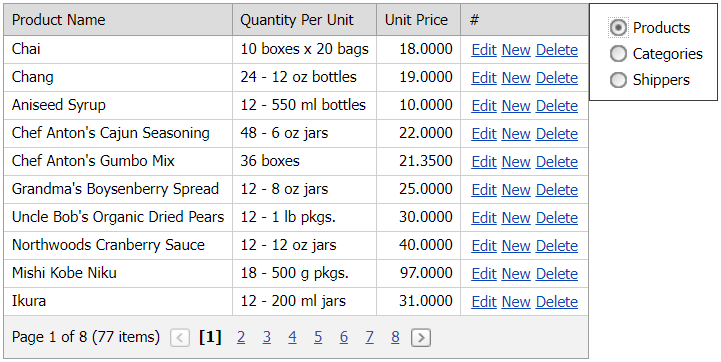 Product Name Quantity Per Unit Unit Price #
Chai 10 boxes x 20 bags 18.0000 Edit New Delete
Chang 24 - 12 oz bottles 19.0000 Edit New Delete
Aniseed Syrup 12 - 550 ml bottles 10.0000 Edit New Delete
Chef Anton's Cajun Seasoning 48 - 6 oz jars 22.0000 Edit New Delete
Chef Anton's Gumbo Mix 36 boxes 21.3500 Edit New Delete
Grandma's Boysenberry Spread 12 - 8 oz jars 25.0000 Edit New Delete
Uncle Bob's Organic Dried Pears 12 - 1 lb pkgs. 30.0000 Edit New Delete
Northwoods Cranberry Sauce 12 - 12 oz jars 40.0000 Edit New Delete
Mishi Kobe Niku 18 - 500 g pkgs. 97.0000 Edit New Delete
Ikura 12 - 200 ml jars 31.0000 Edit New Delete
Page 1 of 8 (77 items) < [1] 2 3 4 5 6 7 8 >
Products
Categories
Shippers